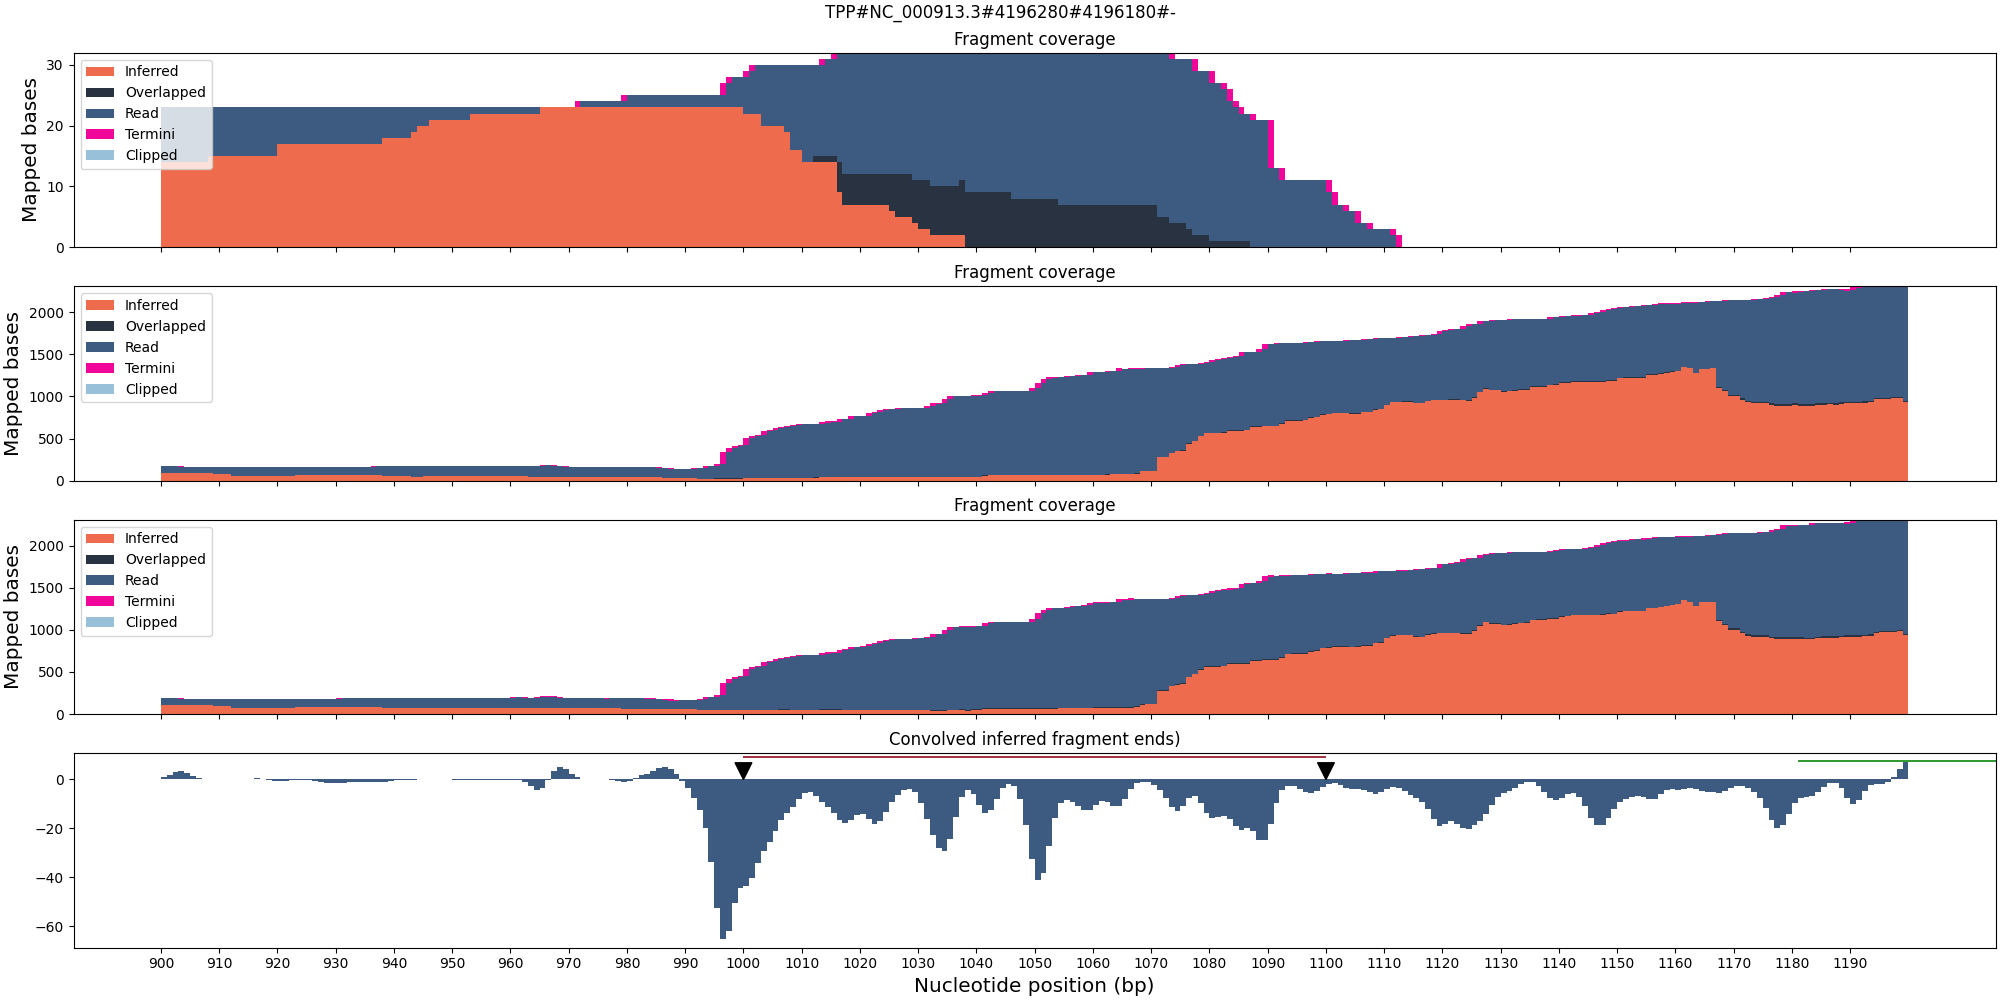 TPP#NC_000913.3#4196280#4196180#-
Fragment coverage
Mapped bases
30
20
10
0
Inferred
Overlapped
Read
Termini
Clipped
Fragment coverage
Mapped bases
2000
1500
1000
500
0
Inferred
Overlapped
Read
Termini
Clipped
Fragment coverage
Mapped bases
2000
1500
1000
500
0
Inferred
Overlapped
Read
Termini
Clipped
Convolved inferred fragment ends)
0
−20
−40
−60
900 910 920 930 940 950 960 970 980 990 1000 1010 1020 1030 1040 1050 1060 1070 1080 1090 1100 1110 1120 1130 1140 1150 1160 1170 1180 1190
Nucleotide position (bp)